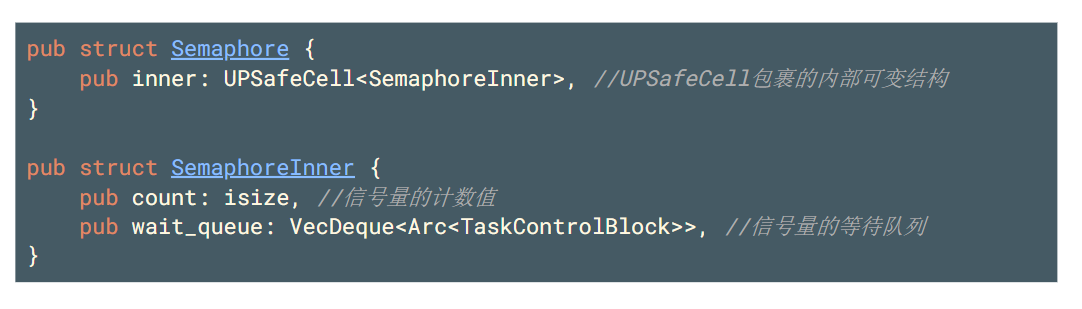 pub struct Semaphore {
    pub inner: UPSafeCell<SemaphoreInner>, //UPSafeCell包裹的内部可变结构
}

pub struct SemaphoreInner {
    pub count: isize, //信号量的计数值
    pub wait_queue: VecDeque<Arc<TaskControlBlock>>, //信号量的等待队列
}